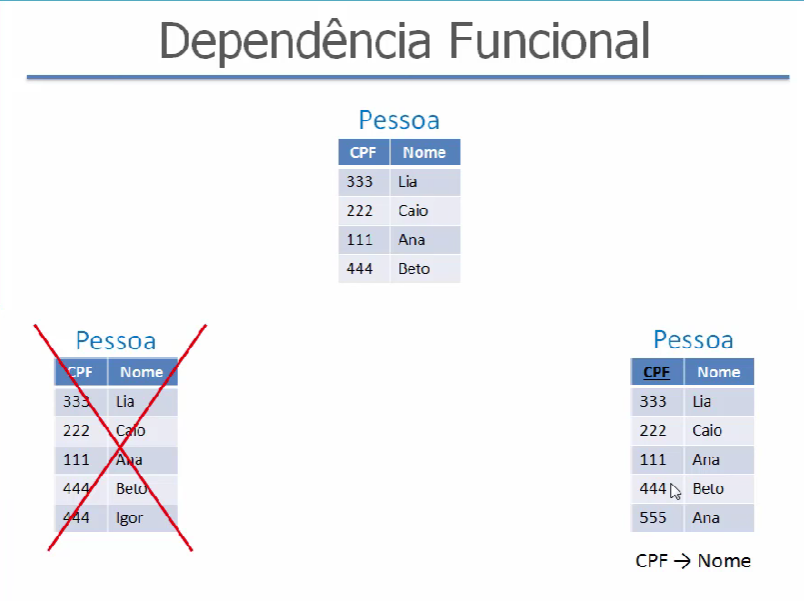 Dependência Funcional
Pessoa
CPF Nome
333 Lia
222 Caio
111 Ana
444 Beto
Pessoa
CPF Nome
333 Lia
222 Caio
111 Ana
444 Beto
444 Igor
Pessoa
CPF Nome
333 Lia
222 Caio
111 Ana
444 Beto
555 Ana
CPF → Nome